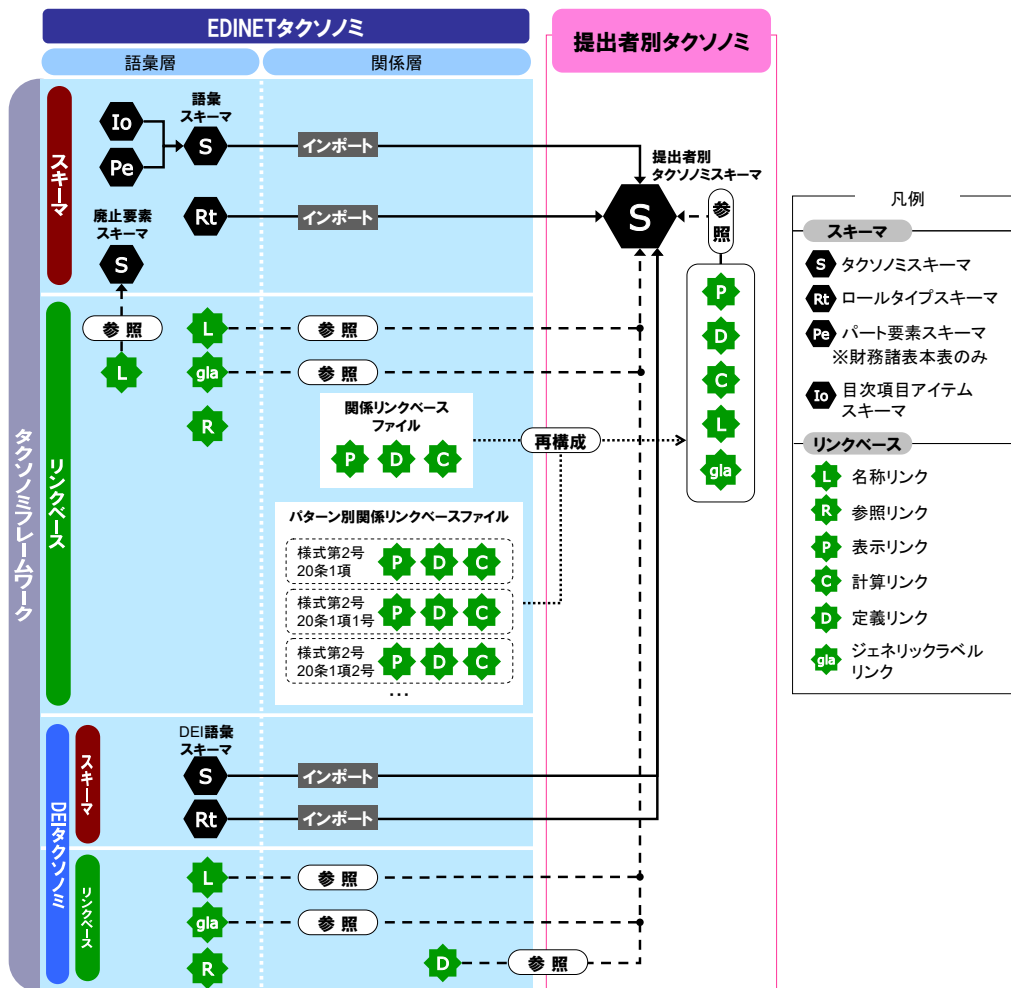 EDINETタクソノミ
提出者別タクソノミ
語彙層
関係層
タクソノミフレームワーク
スキーマ
Io
Pe
語彙
スキーマ
S
インポート
Rt
インポート
廃止要素
スキーマ
S
提出者別
タクソノミスキーマ
S
参照
P
D
C
L
gla
リンクベース
参照
L
L
参照
gla
参照
R
関係リンクベース
ファイル
P D C
再構成
パターン別関係リンクベースファイル
様式第2号
20条1項
P D C
様式第2号
20条1項1号
P D C
様式第2号
20条1項2号
P D C
…
DEIタクソノミ
スキーマ
DEI語彙
スキーマ
S
インポート
Rt
インポート
リンクベース
L
参照
gla
参照
R
D
参照
凡例
スキーマ
S タクソノミスキーマ
Rt ロールタイプスキーマ
Pe パート要素スキーマ
※財務諸表本表のみ
Io 目次項目アイテム
スキーマ
リンクベース
L 名称リンク
R 参照リンク
P 表示リンク
C 計算リンク
D 定義リンク
gla ジェネリックラベル
リンク